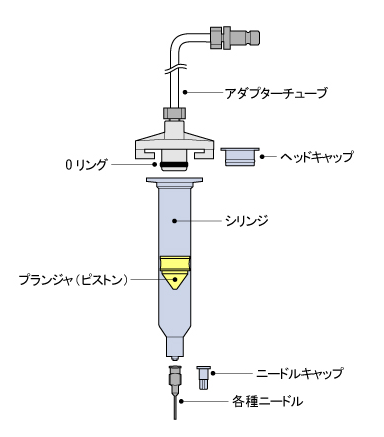 アダプターチューブ
Oリング
ヘッドキャップ
シリンジ
プランジャ(ピストン)
ニードルキャップ
各種ニードル